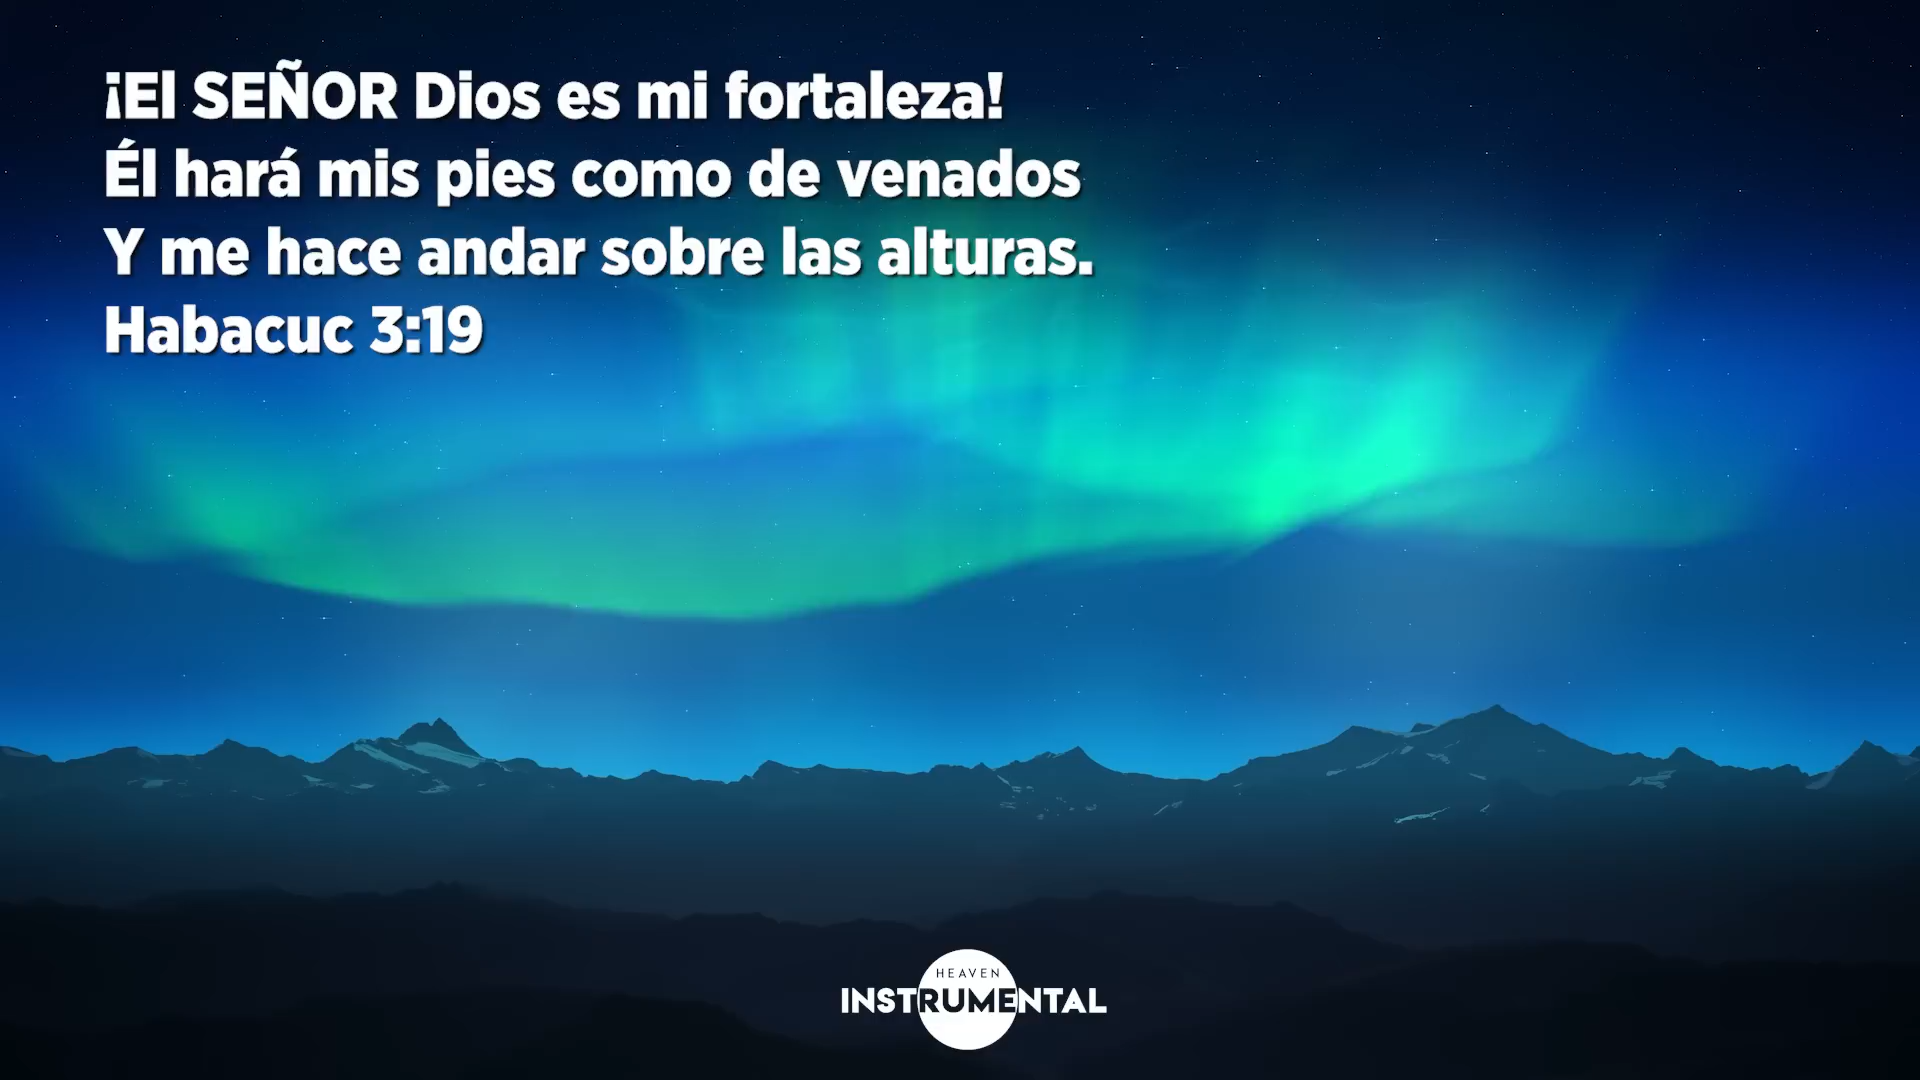 ¡El SEÑOR Dios es mi fortaleza!
Él hará mis pies como de venados
Y me hace andar sobre las alturas.
Habacuc 3:19
HEAVEN
INSTRUMENTAL